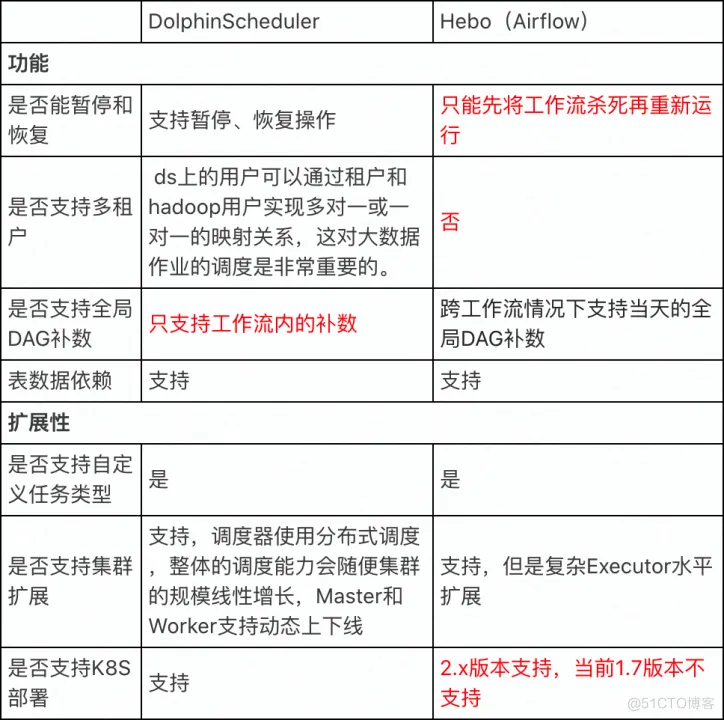 DolphinScheduler
Hebo（Airflow）
功能
是否能暂停和
恢复
支持暂停、恢复操作
只能先将工作流杀死再重新运
行
是否支持多租
户
ds上的用户可以通过租户和
hadoop用户实现多对一或一
对一的映射关系，这对大数据
作业的调度是非常重要的。
否
是否支持全局
DAG补数
只支持工作流内的补数
跨工作流情况下支持当天的全
局DAG补数
表数据依赖
支持
支持
扩展性
是否支持自定
义任务类型
是
是
是否支持集群
扩展
支持，调度器使用分布式调度
，整体的调度能力会随便集群
的规模线性增长，Master和
Worker支持动态上下线
支持，但是复杂Executor水平
扩展
是否支持K8S
部署
支持
2.x版本支持，当前1.7版本不
支持
@51CTO博客